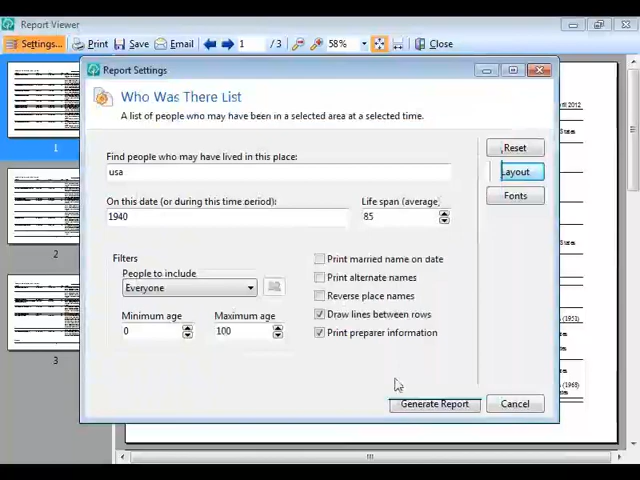 Report Viewer
Settings... Print Save Email 1 / 3 58% Close
Report Settings
Who Was There List
A list of people who may have been in a selected area at a selected time.
Find people who may have lived in this place:
usa
On this date (or during this time period): Life span (average)
1940 85
Reset
Layout
Fonts
Filters
People to include
Everyone
Minimum age Maximum age
0 100
Print married name on date
Print alternate names
Reverse place names
Draw lines between rows
Print preparer information
Generate Report Cancel
1
2
3
2012
(1951)
(1968)